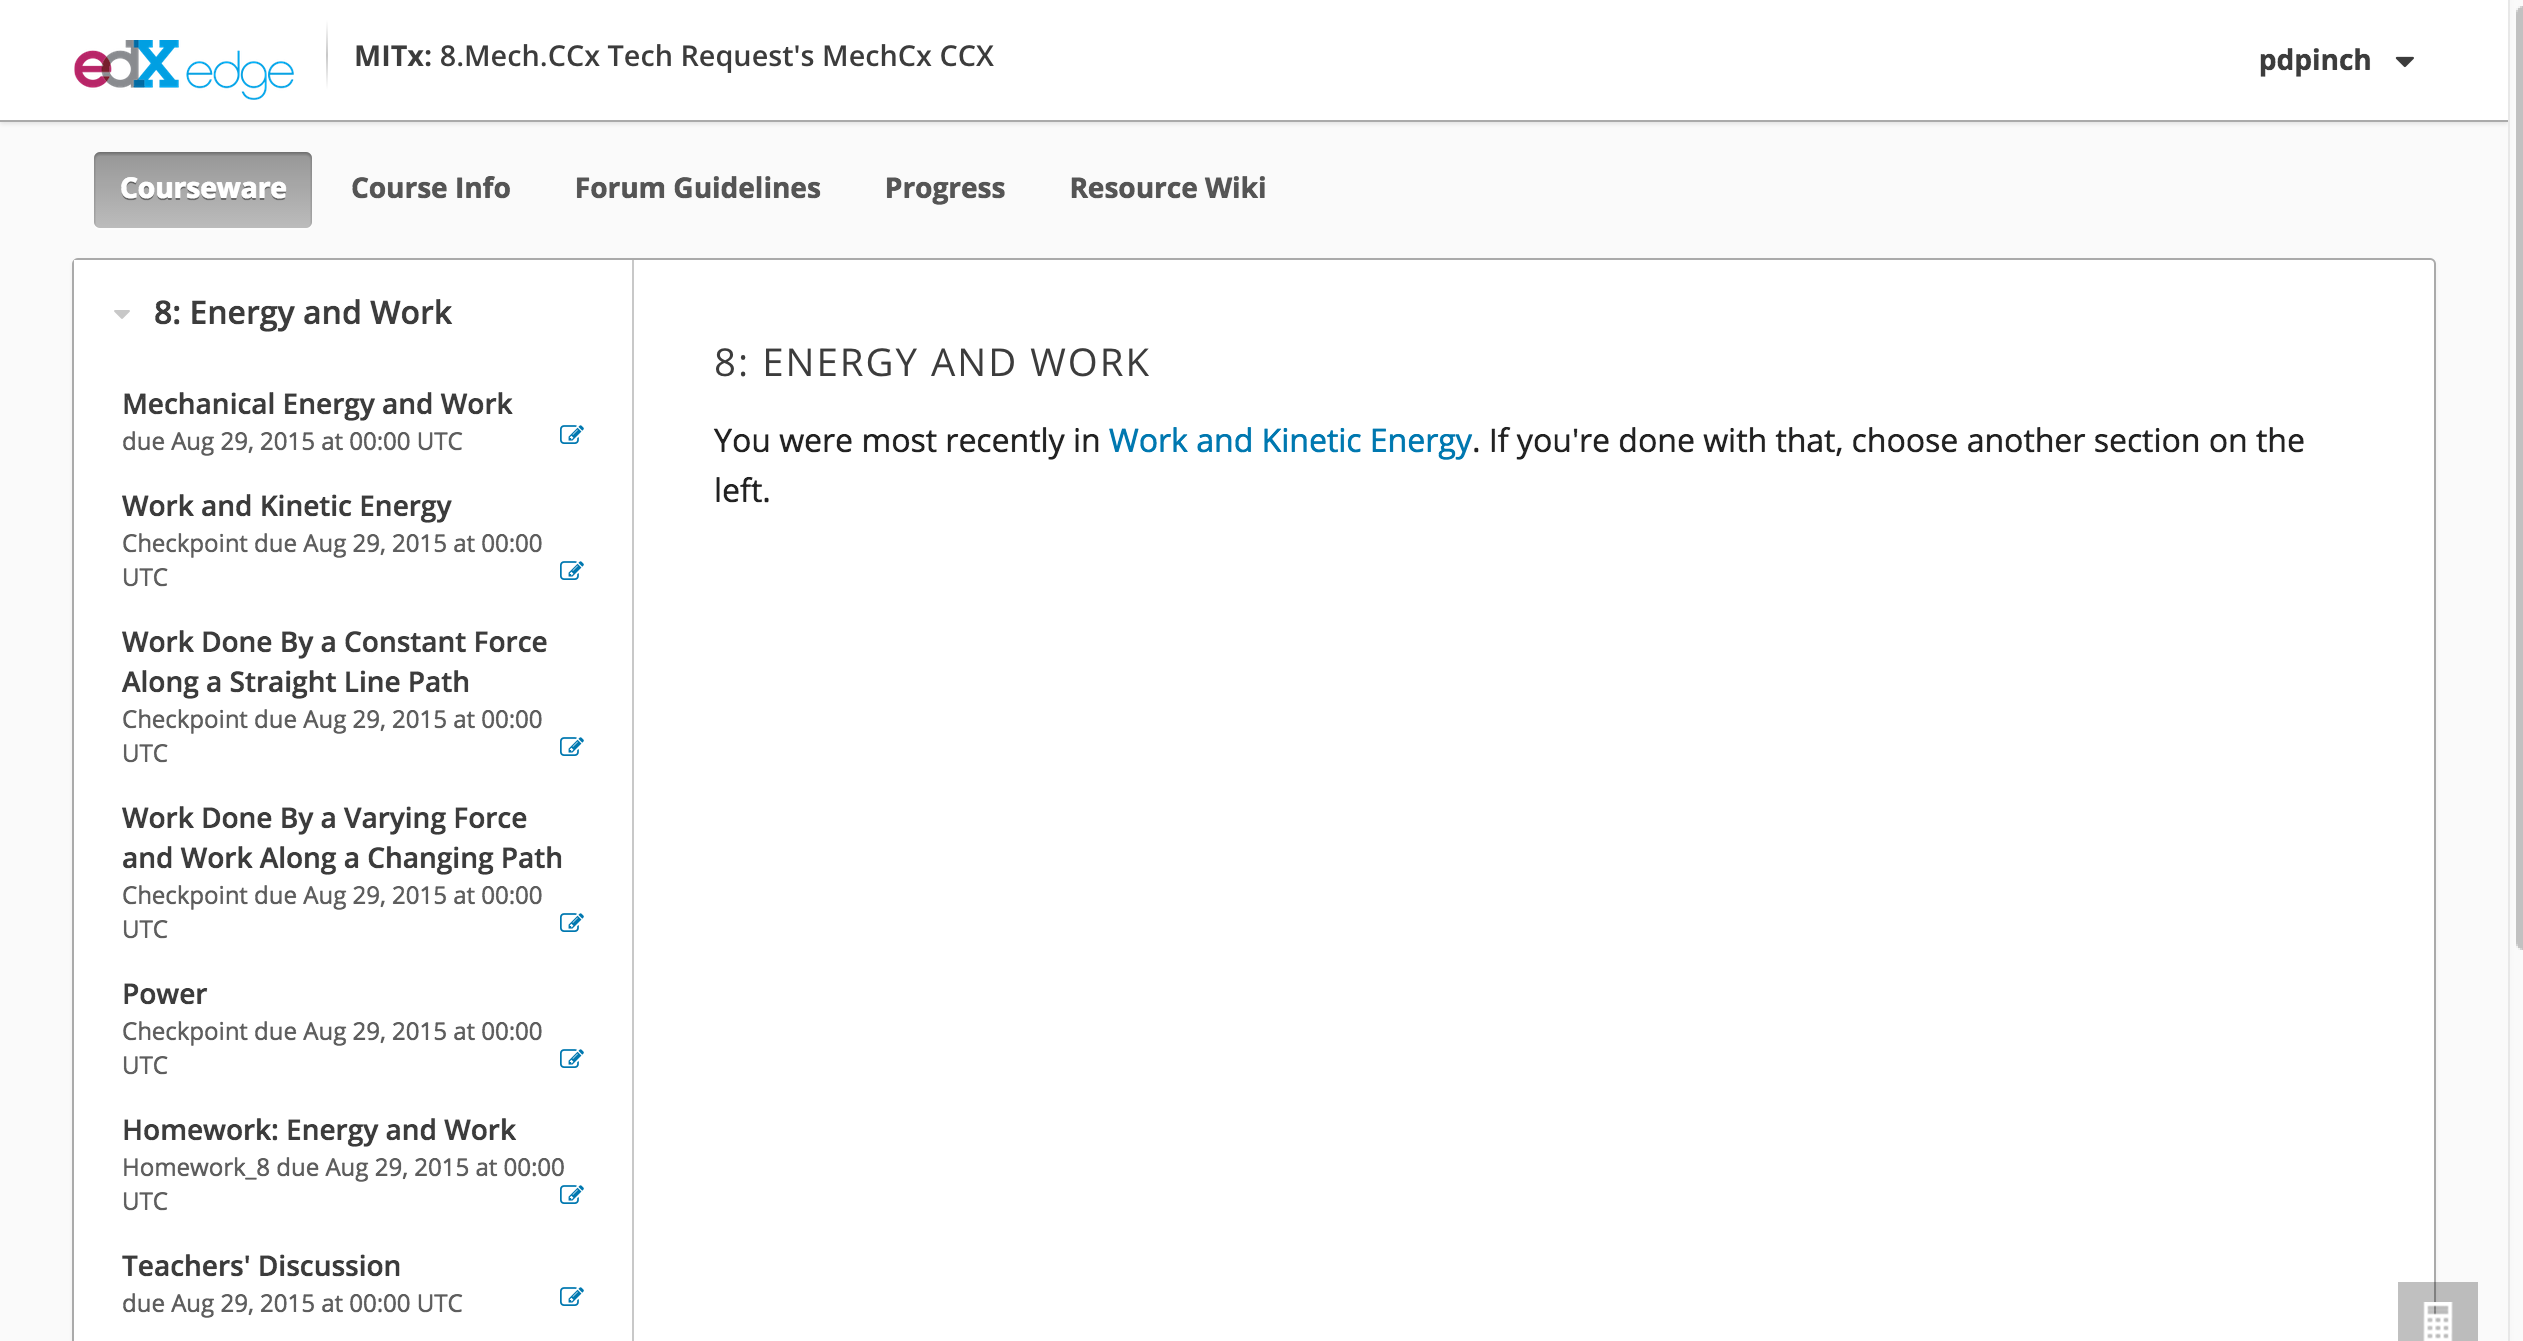 edX edge
MITx: 8.Mech.CCx Tech Request's MechCx CCX
pdpinch
Courseware
Course Info
Forum Guidelines
Progress
Resource Wiki
8: Energy and Work
Mechanical Energy and Work
due Aug 29, 2015 at 00:00 UTC
Work and Kinetic Energy
Checkpoint due Aug 29, 2015 at 00:00
UTC
Work Done By a Constant Force
Along a Straight Line Path
Checkpoint due Aug 29, 2015 at 00:00
UTC
Work Done By a Varying Force
and Work Along a Changing Path
Checkpoint due Aug 29, 2015 at 00:00
UTC
Power
Checkpoint due Aug 29, 2015 at 00:00
UTC
Homework: Energy and Work
Homework_8 due Aug 29, 2015 at 00:00
UTC
Teachers' Discussion
due Aug 29, 2015 at 00:00 UTC
8: ENERGY AND WORK
You were most recently in Work and Kinetic Energy. If you're done with that, choose another section on the
left.